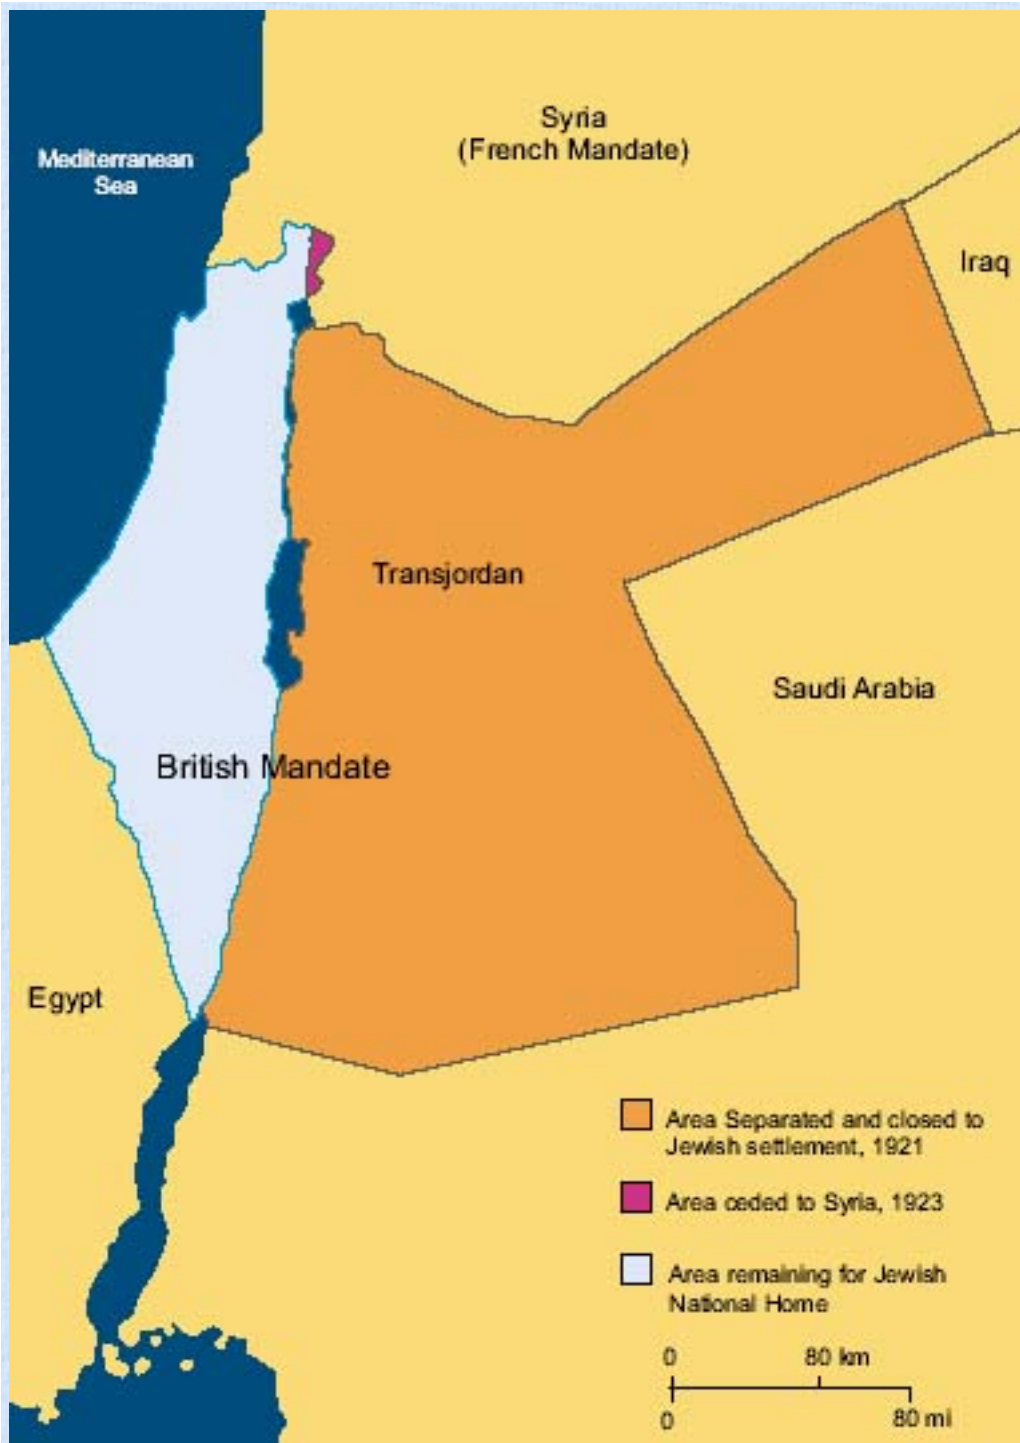 Syria
(French Mandate)
Mediterranean
Sea
Iraq
Transjordan
Saudi Arabia
British Mandate
Egypt
Area Separated and closed to
Jewish settlement, 1921
Area ceded to Syria, 1923
Area remaining for Jewish
National Home
0 80 km
0 80 mi